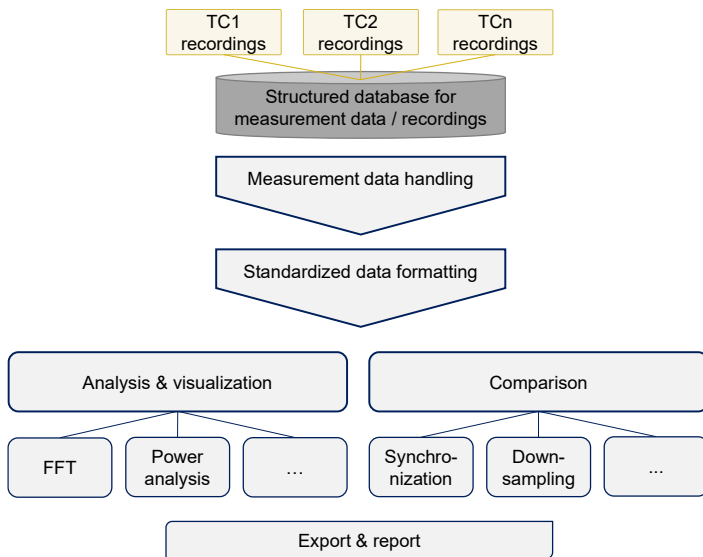 TC1
recordings
TC2
recordings
TCn
recordings
Structured database for
measurement data / recordings
Measurement data handling
Standardized data formatting
Analysis & visualization
Comparison
FFT
Power
analysis
…
Synchro-
nization
Down-
sampling
...
Export & report